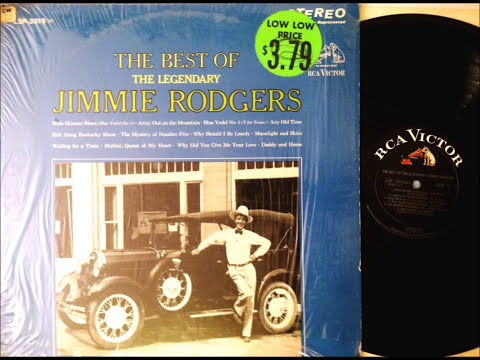 LSP-3315
STEREO
LOW LOW
PRICE
$3.79
RCA VICTOR
THE BEST OF
THE LEGENDARY
JIMMIE RODGERS
Mule Skinner Blues (Blue Yodel No. 8) • Away Out on the Mountain • Blue Yodel No. 1 (T for Texas) • Any Old Time
Roll Along Kentucky Moon • The Mystery of Number Five • Why Should I Be Lonely • Moonlight and Skies
Waiting for a Train • Mother, Queen of My Heart • Why Did You Give Me Your Love • Daddy and Home
RCA VICTOR